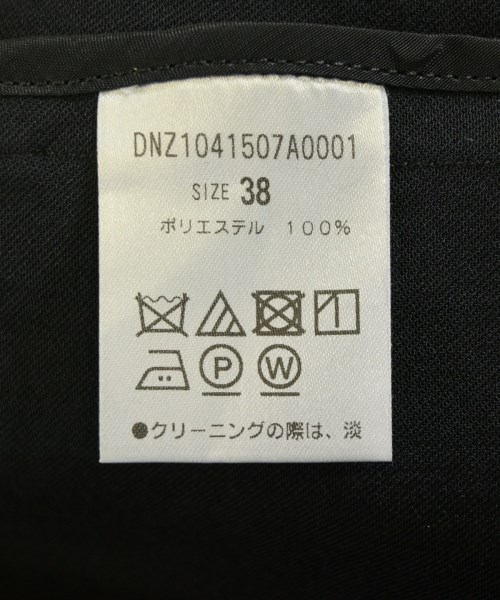 DNZ1041507A0001
SIZE 38
ポリエステル 100%
P W
●クリーニングの際は、淡